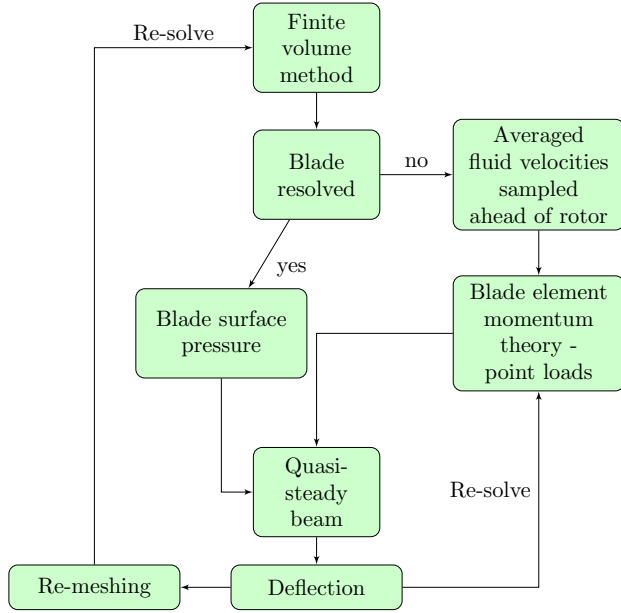 Re-solve
Finite
volume
method
Blade
resolved
no
Averaged
fluid velocities
sampled
ahead of rotor
yes
Blade surface
pressure
Blade element
momentum
theory -
point loads
Quasi-
steady
beam
Re-solve
Re-meshing
Deflection